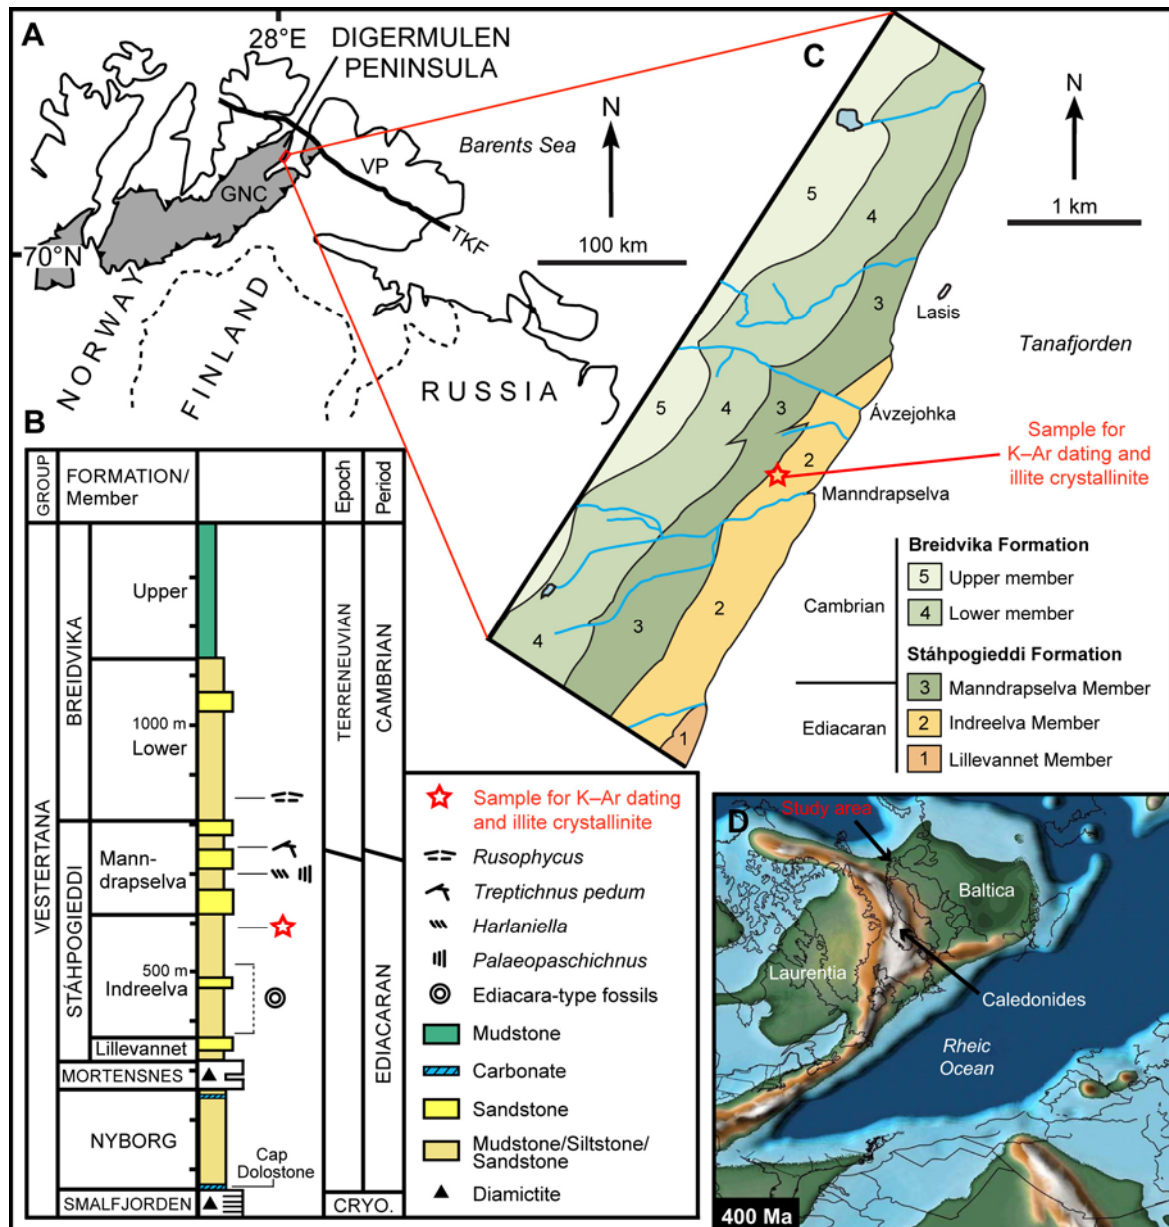 A
28°E
DIGERMULEN
PENINSULA
N
Barents Sea
VP
GNC
TKF
70°N
100 km
NORWAY
FINLAND
RUSSIA
C
N
1 km
5
4
3
Lasis
Tanafjorden
5
4
3
Ávzejohka
2
Sample for
K–Ar dating and
illite crystallinite
Manndrapselva
2
3
4
1
Breidvika Formation
Cambrian
5 Upper member
4 Lower member
Stáhpogieddi Formation
Ediacaran
3 Manndrapselva Member
2 Indreelva Member
1 Lillevannet Member
B
GROUP
FORMATION/
Member
Epoch
Period
VESTERTANA
BREIDVIKA
Upper
1000 m
Lower
STÁHPOGIEDDI
Mann-
drapselva
500 m
Indreelva
Lillevannet
MORTENSNES
NYBORG
Cap
Dolostone
SMALFJORDEN
TERRENEUVIAN
CAMBRIAN
EDIACARAN
CRYO.
Sample for K–Ar dating
and illite crystallinite
Rusophycus
Treptichnus pedum
Harlaniella
Palaeopaschichnus
Ediacara-type fossils
Mudstone
Carbonate
Sandstone
Mudstone/Siltstone/
Sandstone
Diamictite
D
Study area
Baltica
Laurentia
Caledonides
Rheic
Ocean
400 Ma